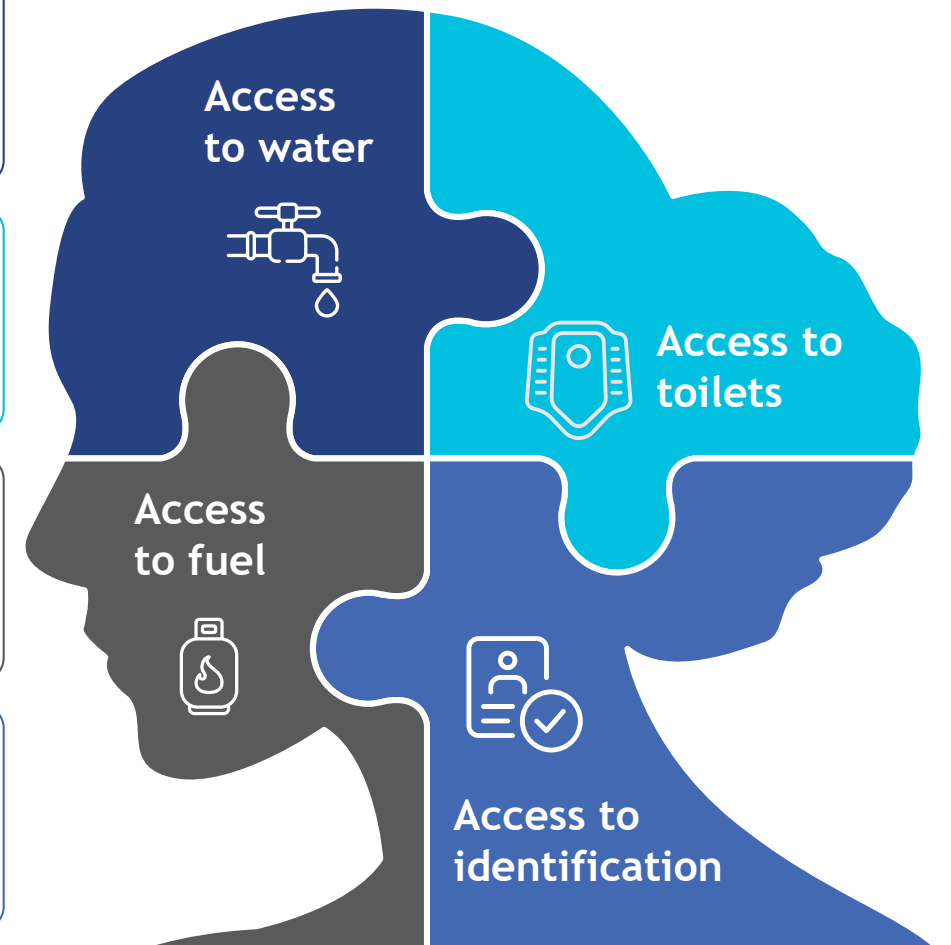 Access
to water
Access to
toilets
Access
to fuel
Access to
identification